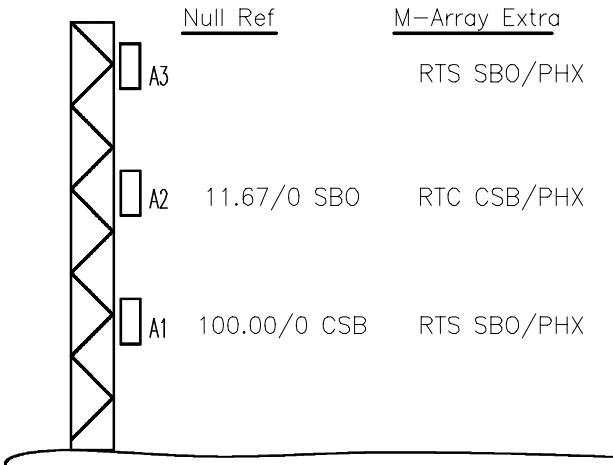 Null Ref M-Array Extra
A3 RTS SBO/PHX
A2 11.67/0 SBO RTC CSB/PHX
A1 100.00/0 CSB RTS SBO/PHX